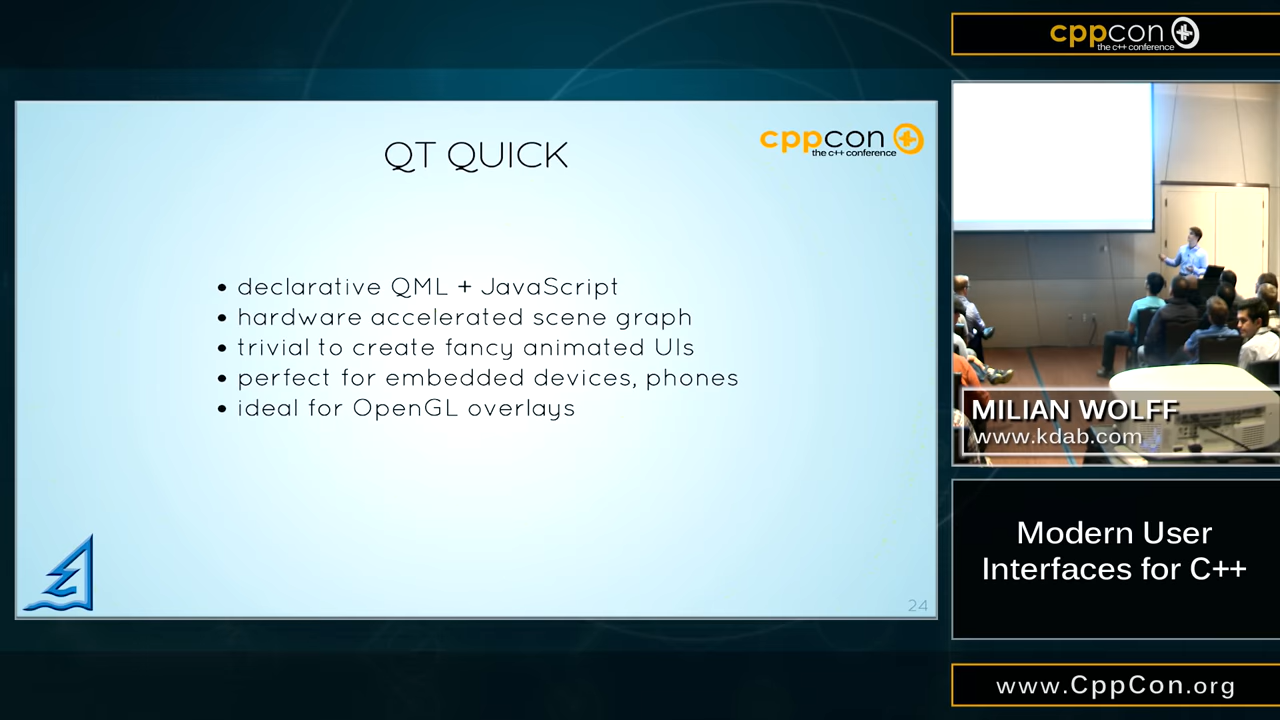 QT QUICK
cppcon
the c++ conference
• declarative QML + JavaScript
• hardware accelerated scene graph
• trivial to create fancy animated UIs
• perfect for embedded devices, phones
• ideal for OpenGL overlays
24
cppcon
the c++ conference
MILIAN WOLFF
www.kdab.com
Modern User
Interfaces for C++
www.CppCon.org